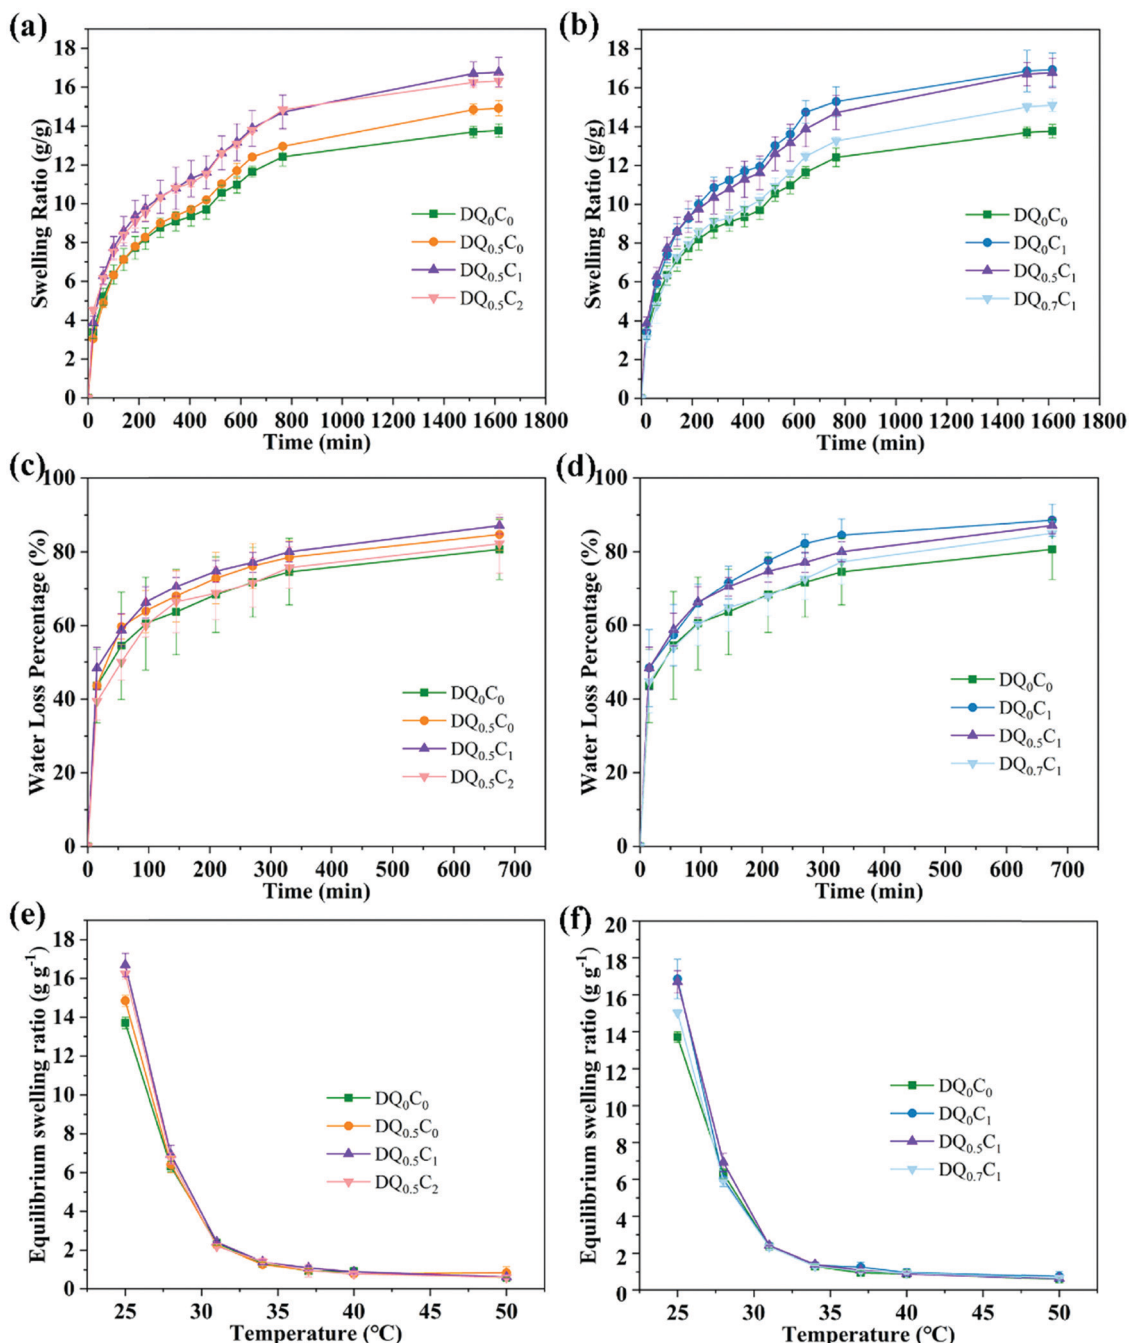 (a)
18
16
14
12
10
8
6
4
2
0
Swelling Ratio (g/g)
DQ₀C₀
DQ₀.₅C₀
DQ₀.₅C₁
DQ₀.₅C₂
0 200 400 600 800 1000 1200 1400 1600 1800
Time (min)
(b)
18
16
14
12
10
8
6
4
2
0
Swelling Ratio (g/g)
DQ₀C₀
DQ₀C₁
DQ₀.₅C₁
DQ₀.₇C₁
0 200 400 600 800 1000 1200 1400 1600 1800
Time (min)
(c)
100
80
60
40
20
0
Water Loss Percentage (%)
DQ₀C₀
DQ₀.₅C₀
DQ₀.₅C₁
DQ₀.₅C₂
0 100 200 300 400 500 600 700
Time (min)
(d)
100
80
60
40
20
0
Water Loss Percentage (%)
DQ₀C₀
DQ₀C₁
DQ₀.₅C₁
DQ₀.₇C₁
0 100 200 300 400 500 600 700
Time (min)
(e)
18
16
14
12
10
8
6
4
2
0
Equilibrium swelling ratio (g g⁻¹)
DQ₀C₀
DQ₀.₅C₀
DQ₀.₅C₁
DQ₀.₅C₂
25 30 35 40 45 50
Temperature (°C)
(f)
20
18
16
14
12
10
8
6
4
2
0
Equilibrium swelling ratio (g g⁻¹)
DQ₀C₀
DQ₀C₁
DQ₀.₅C₁
DQ₀.₇C₁
25 30 35 40 45 50
Temperature (°C)